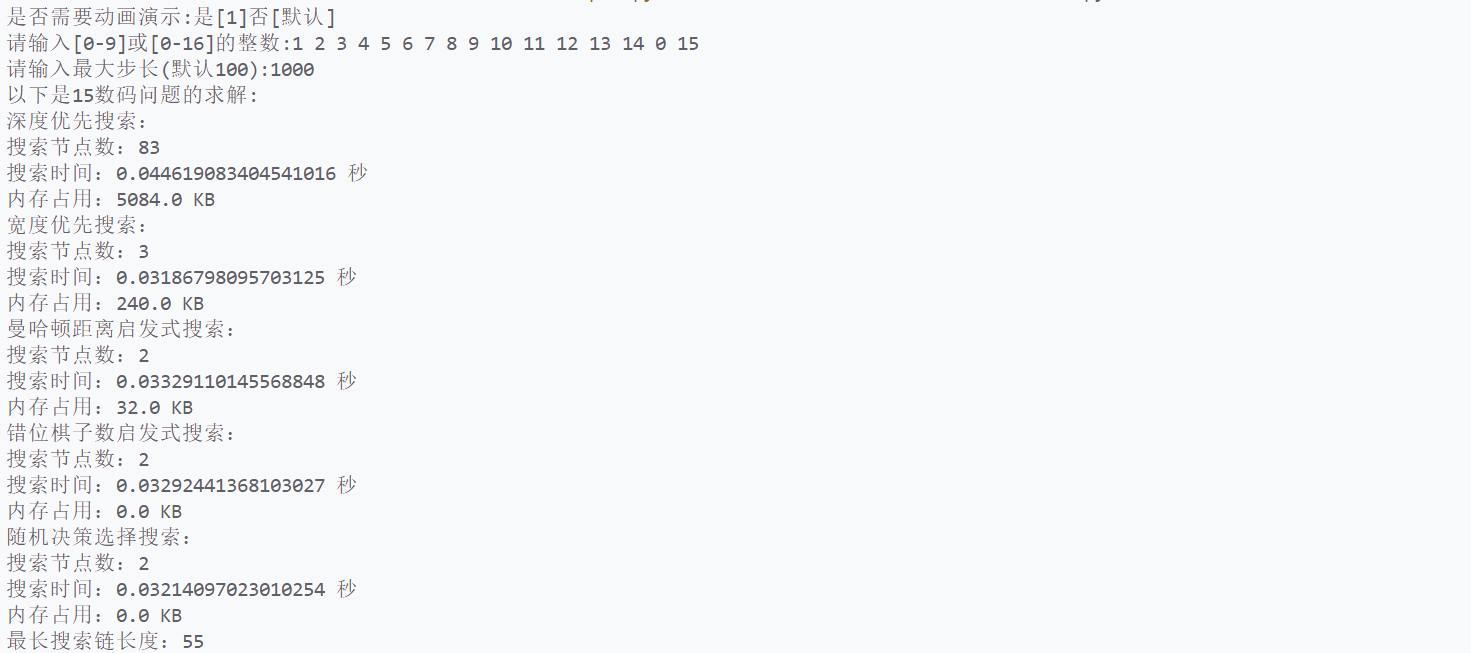 是否需要动画演示:是[1]否[默认]
请输入[0-9]或[0-16]的整数:1 2 3 4 5 6 7 8 9 10 11 12 13 14 0 15
请输入最大步长(默认100):1000
以下是15数码问题的求解:
深度优先搜索:
搜索节点数: 83
搜索时间: 0.044619083404541016 秒
内存占用: 5084.0 KB
宽度优先搜索:
搜索节点数: 3
搜索时间: 0.03186798095703125 秒
内存占用: 240.0 KB
曼哈顿距离启发式搜索:
搜索节点数: 2
搜索时间: 0.03329110145568848 秒
内存占用: 32.0 KB
错位棋子数启发式搜索:
搜索节点数: 2
搜索时间: 0.03292441368103027 秒
内存占用: 0.0 KB
随机决策选择搜索:
搜索节点数: 2
搜索时间: 0.03214097023010254 秒
内存占用: 0.0 KB
最长搜索链长度: 55